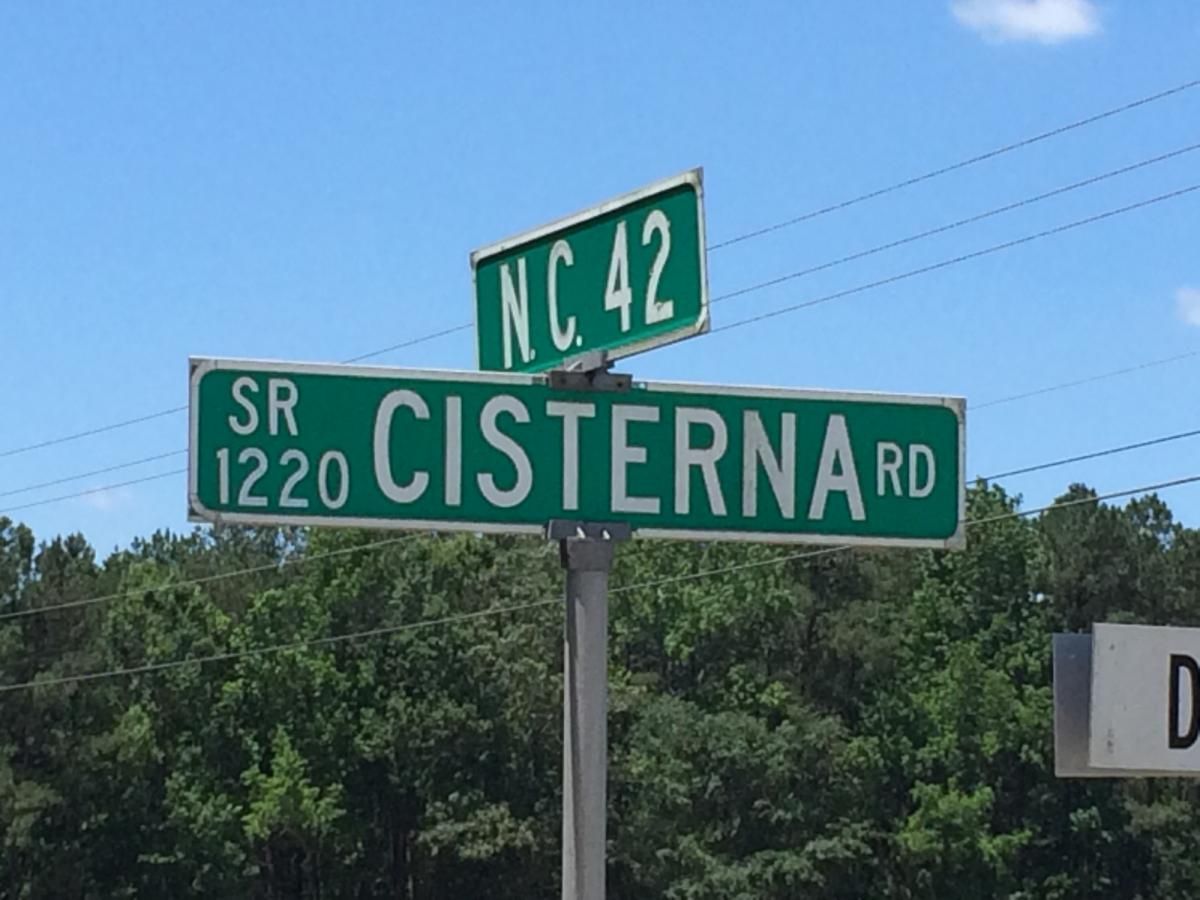 N.C. 42
SR
1220 CISTERNA RD
D